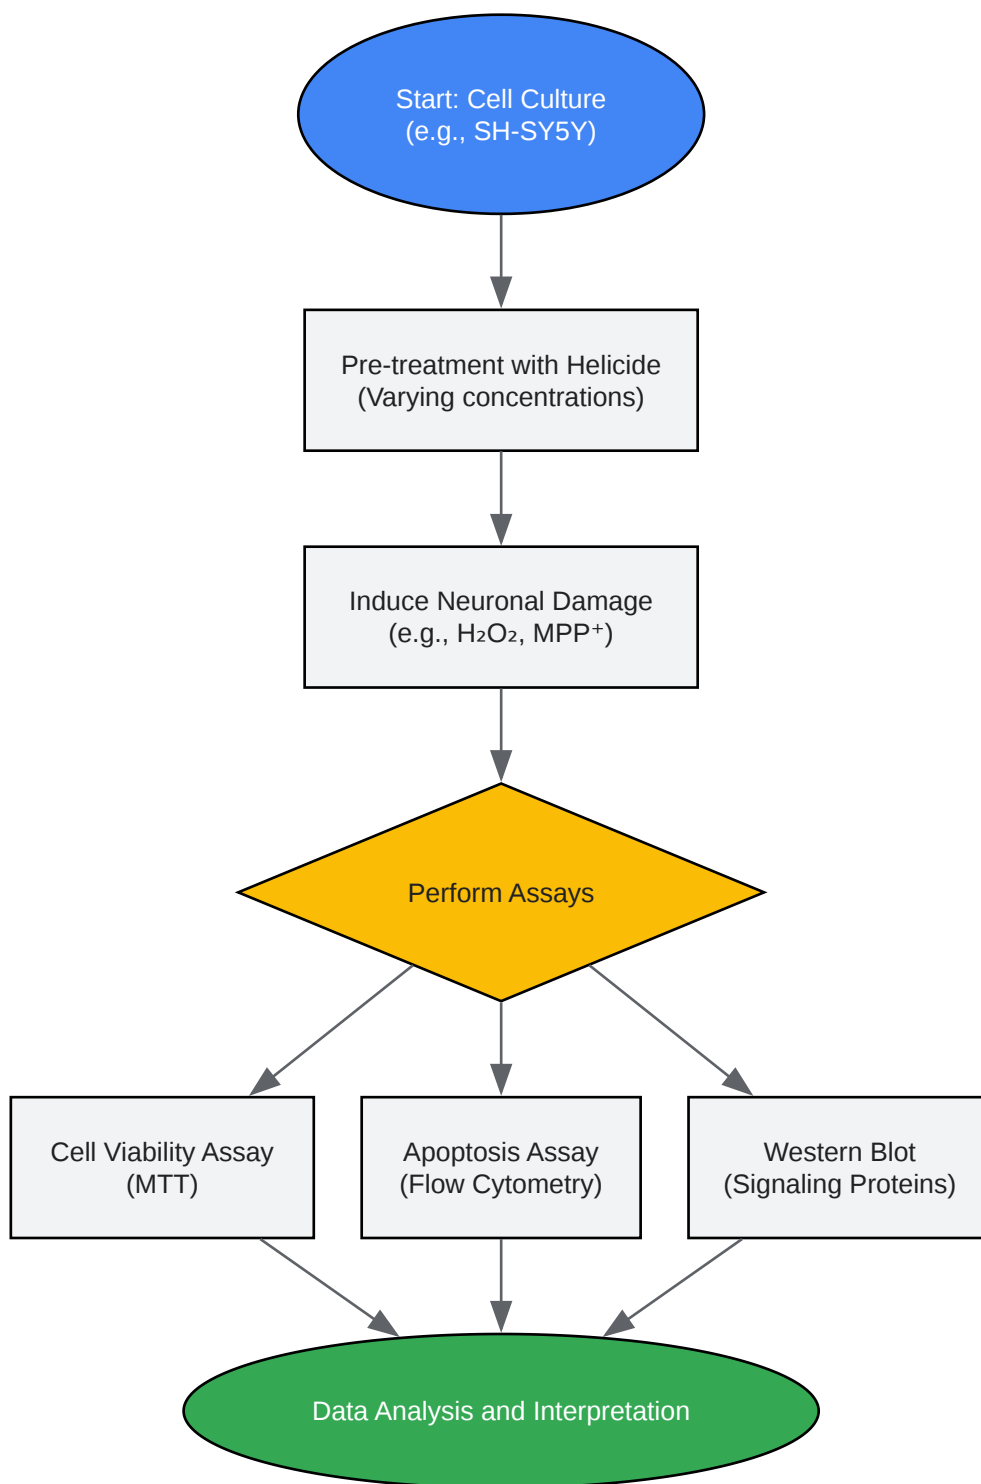 Start: Cell Culture
(e.g., SH-SY5Y)
Pre-treatment with Helicide
(Varying concentrations)
Induce Neuronal Damage
(e.g., H₂O₂, MPP⁺)
Perform Assays
Cell Viability Assay
(MTT)
Apoptosis Assay
(Flow Cytometry)
Western Blot
(Signaling Proteins)
Data Analysis and Interpretation